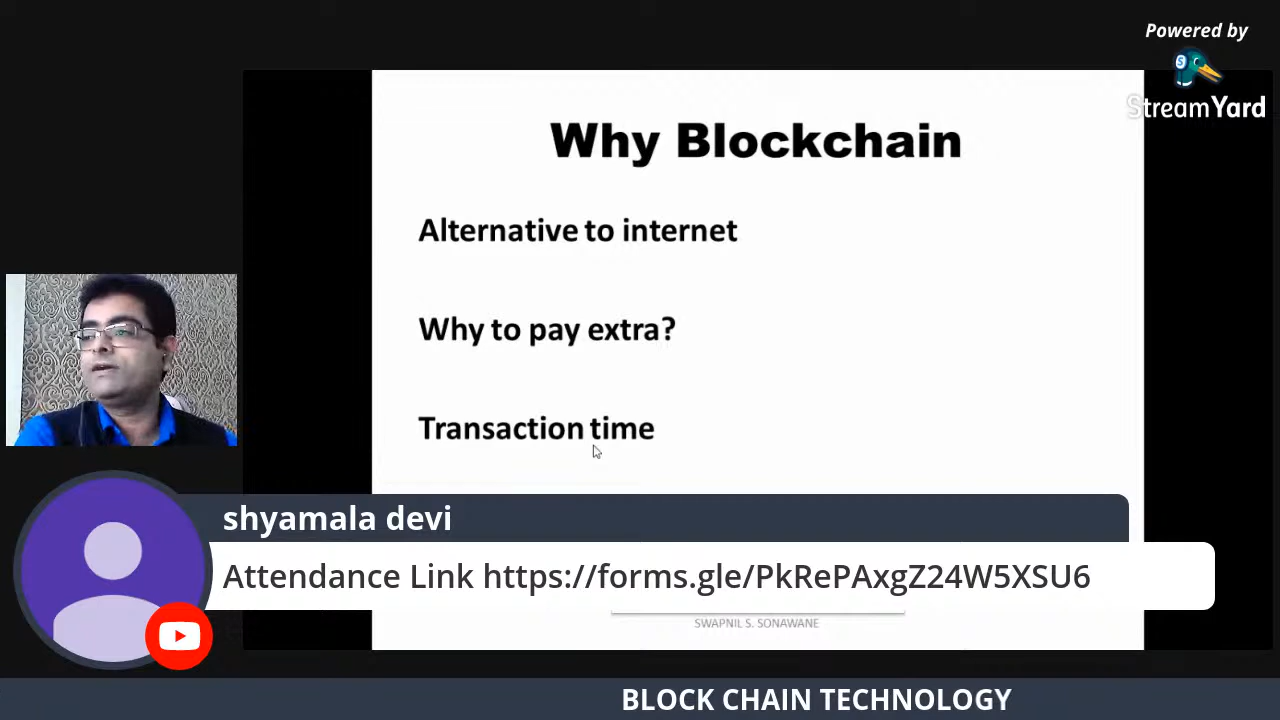 Powered by
StreamYard
Why Blockchain
Alternative to internet
Why to pay extra?
Transaction time
shyamala devi
Attendance Link https://forms.gle/PkRePAxgZ24W5XSU6
SWAPNIL S. SONAWANE
BLOCK CHAIN TECHNOLOGY